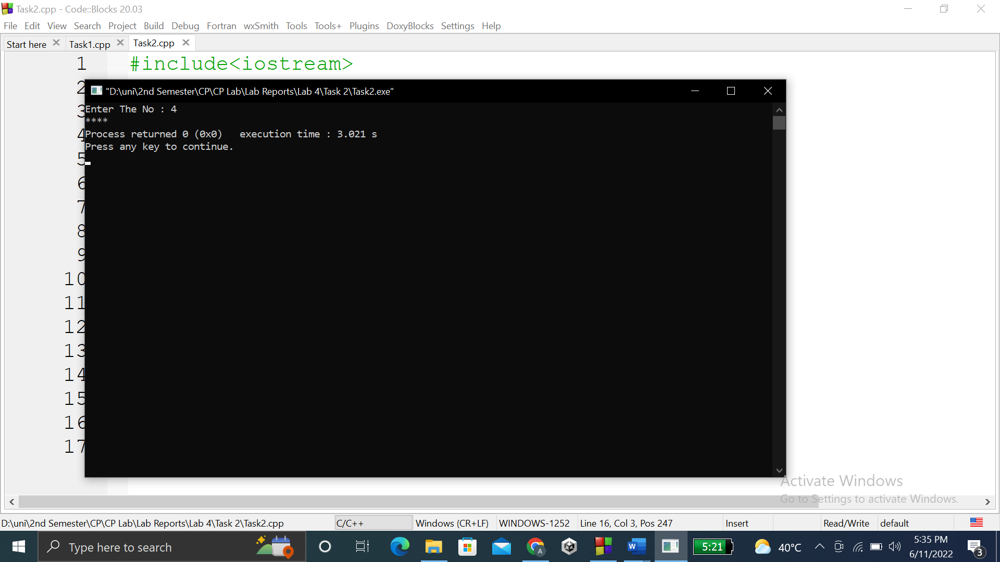 Task2.cpp - Code::Blocks 20.03
File Edit View Search Project Build Debug Fortran wxSmith Tools Tools+ Plugins DoxyBlocks Settings Help
Start here Task1.cpp Task2.cpp
1 #include<iostream>
2
"D:\uni\2nd Semester\CP\CP Lab\Lab Reports\Lab 4\Task 2\Task2.exe"
3
Enter The No : 4
****
4
Process returned 0 (0x0)   execution time : 3.021 s
Press any key to continue.
5
6
7
8
9
10
11
12
13
14
15
16
17
Activate Windows
Go to Settings to activate Windows.
D:\uni\2nd Semester\CP\CP Lab\Lab Reports\Lab 4\Task 2\Task2.cpp C/C++ Windows (CR+LF) WINDOWS-1252 Line 16, Col 3, Pos 247 Insert Read/Write default
Type here to search A W 5:21 40°C 5:35 PM
6/11/2022 3